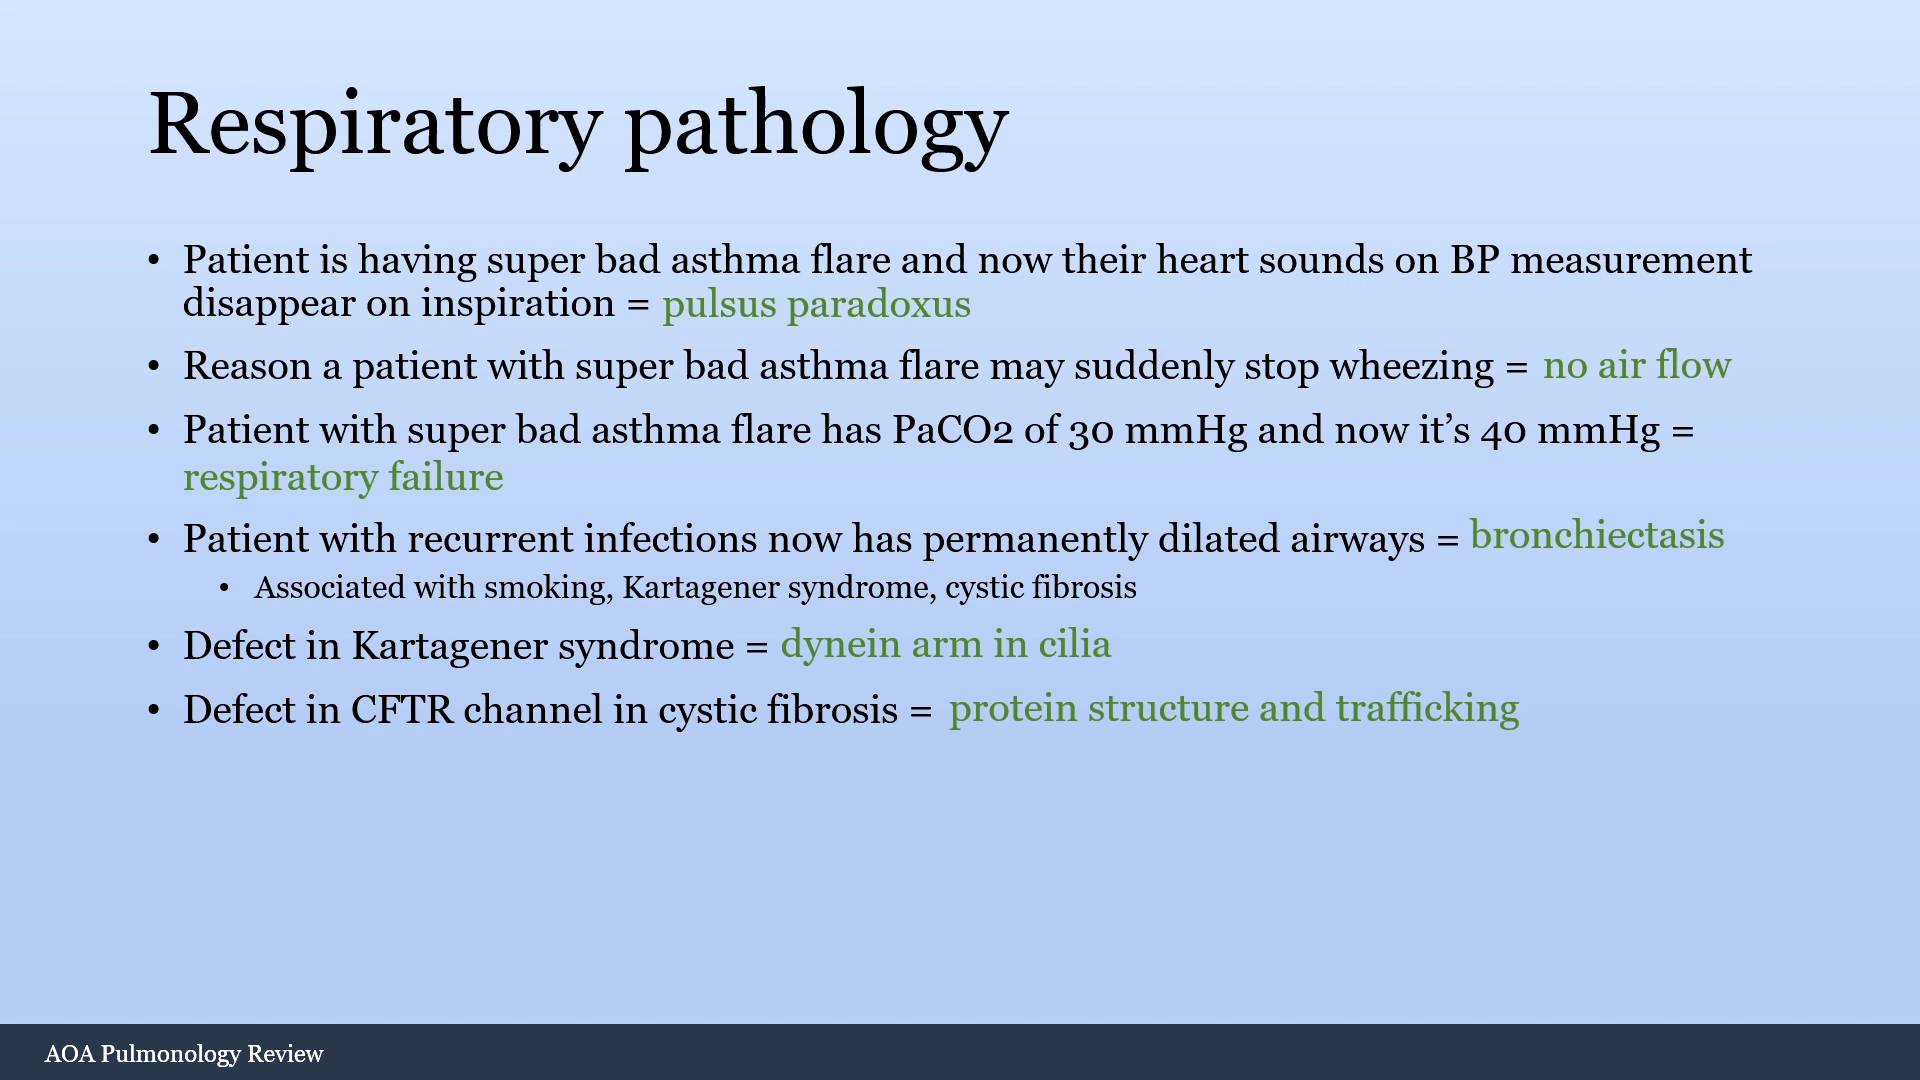 Respiratory pathology
• Patient is having super bad asthma flare and now their heart sounds on BP measurement
disappear on inspiration = pulsus paradoxus
• Reason a patient with super bad asthma flare may suddenly stop wheezing = no air flow
• Patient with super bad asthma flare has PaCO2 of 30 mmHg and now it’s 40 mmHg =
respiratory failure
• Patient with recurrent infections now has permanently dilated airways = bronchiectasis
• Associated with smoking, Kartagener syndrome, cystic fibrosis
• Defect in Kartagener syndrome = dynein arm in cilia
• Defect in CFTR channel in cystic fibrosis = protein structure and trafficking
AOA Pulmonology Review